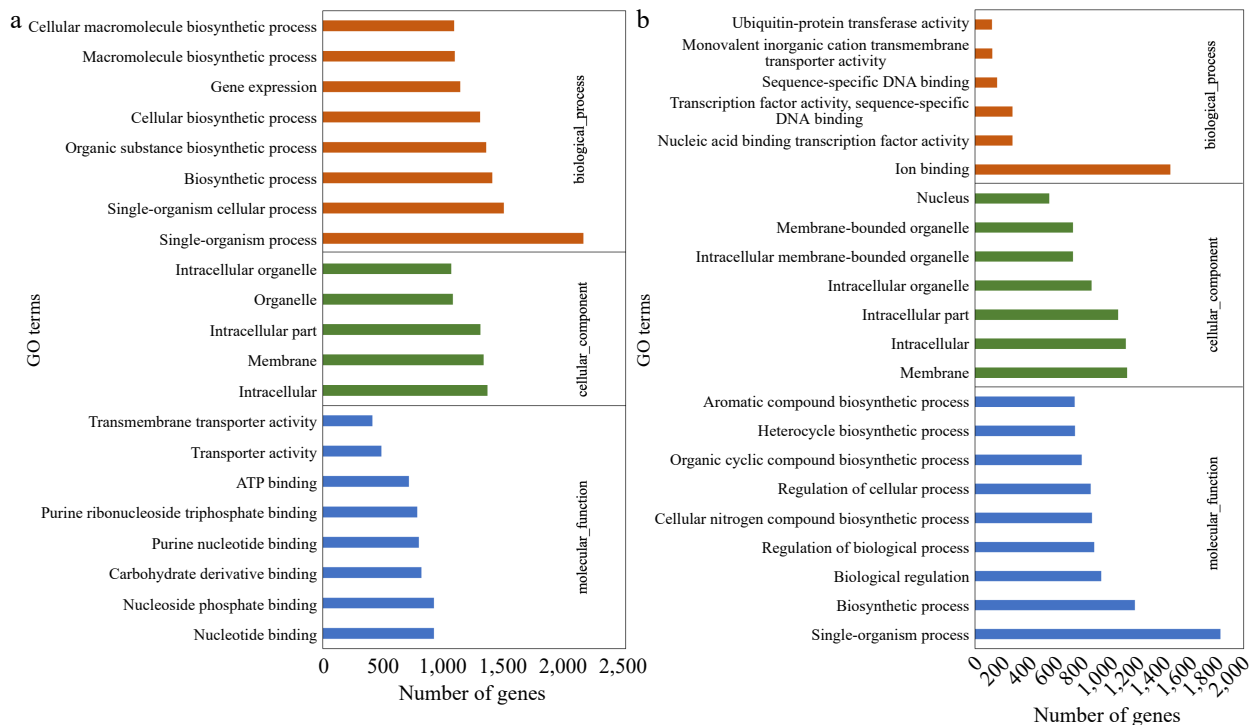 a
Cellular macromolecule biosynthetic process
Macromolecule biosynthetic process
Gene expression
Cellular biosynthetic process
Organic substance biosynthetic process
Biosynthetic process
Single-organism cellular process
Single-organism process
biological_process
Intracellular organelle
Organelle
Intracellular part
Membrane
Intracellular
cellular_component
Transmembrane transporter activity
Transporter activity
ATP binding
Purine ribonucleoside triphosphate binding
Purine nucleotide binding
Carbohydrate derivative binding
Nucleoside phosphate binding
Nucleotide binding
molecular_function
GO terms
0 500 1,000 1,500 2,000 2,500
Number of genes
b
Ubiquitin-protein transferase activity
Monovalent inorganic cation transmembrane
transporter activity
Sequence-specific DNA binding
Transcription factor activity, sequence-specific
DNA binding
Nucleic acid binding transcription factor activity
Ion binding
biological_process
Nucleus
Membrane-bounded organelle
Intracellular membrane-bounded organelle
Intracellular organelle
Intracellular part
Intracellular
Membrane
cellular_component
Aromatic compound biosynthetic process
Heterocycle biosynthetic process
Organic cyclic compound biosynthetic process
Regulation of cellular process
Cellular nitrogen compound biosynthetic process
Regulation of biological process
Biological regulation
Biosynthetic process
Single-organism process
molecular_function
GO terms
0 200 400 600 800 1,000 1,200 1,400 1,600 1,800 2,000
Number of genes